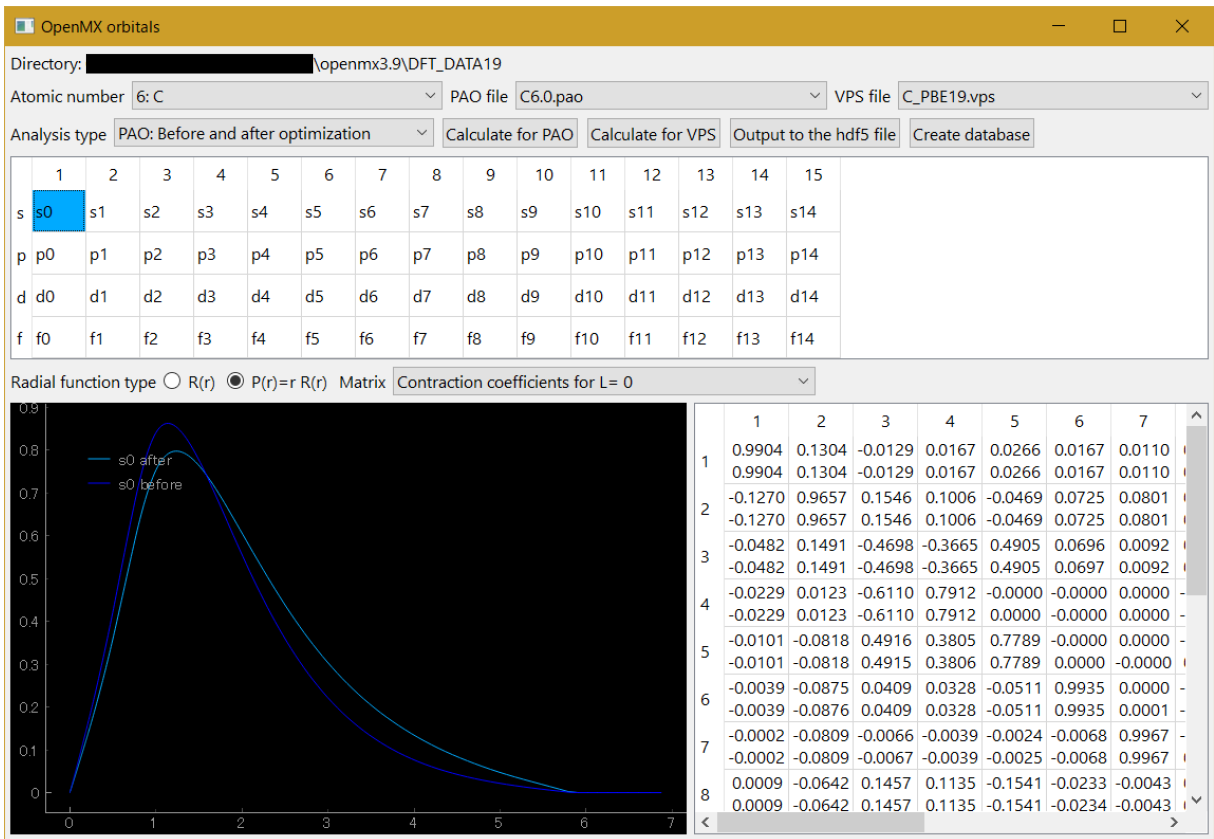 OpenMX orbitals
Directory: \openmx3.9\DFT_DATA19
Atomic number 6: C PAO file C6.0.pao VPS file C_PBE19.vps
Analysis type PAO: Before and after optimization Calculate for PAO Calculate for VPS Output to the hdf5 file Create database
1 2 3 4 5 6 7 8 9 10 11 12 13 14 15
s s0 s1 s2 s3 s4 s5 s6 s7 s8 s9 s10 s11 s12 s13 s14
p p0 p1 p2 p3 p4 p5 p6 p7 p8 p9 p10 p11 p12 p13 p14
d d0 d1 d2 d3 d4 d5 d6 d7 d8 d9 d10 d11 d12 d13 d14
f f0 f1 f2 f3 f4 f5 f6 f7 f8 f9 f10 f11 f12 f13 f14
Radial function type R(r) P(r)=r R(r) Matrix Contraction coefficients for L= 0
0.9
0.8
0.7
0.6
0.5
0.4
0.3
0.2
0.1
0
s0 after
s0 before
0 1 2 3 4 5 6 7
1 2 3 4 5 6 7
1
0.9904 0.1304 -0.0129 0.0167 0.0266 0.0167 0.0110
0.9904 0.1304 -0.0129 0.0167 0.0266 0.0167 0.0110
2
-0.1270 0.9657 0.1546 0.1006 -0.0469 0.0725 0.0801
-0.1270 0.9657 0.1546 0.1006 -0.0469 0.0725 0.0801
3
-0.0482 0.1491 -0.4698 -0.3665 0.4905 0.0696 0.0092
-0.0482 0.1491 -0.4698 -0.3665 0.4905 0.0697 0.0092
4
-0.0229 0.0123 -0.6110 0.7912 -0.0000 -0.0000 0.0000
-0.0229 0.0123 -0.6110 0.7912 0.0000 -0.0000 0.0000
5
-0.0101 -0.0818 0.4916 0.3805 0.7789 -0.0000 0.0000
-0.0101 -0.0818 0.4915 0.3806 0.7789 0.0000 -0.0000
6
-0.0039 -0.0875 0.0409 0.0328 -0.0511 0.9935 0.0000
-0.0039 -0.0876 0.0409 0.0328 -0.0511 0.9935 0.0001
7
-0.0002 -0.0809 -0.0066 -0.0039 -0.0024 -0.0068 0.9967
-0.0002 -0.0809 -0.0067 -0.0039 -0.0025 -0.0068 0.9967
8
0.0009 -0.0642 0.1457 0.1135 -0.1541 -0.0233 -0.0043
0.0009 -0.0642 0.1457 0.1135 -0.1541 -0.0234 -0.0043